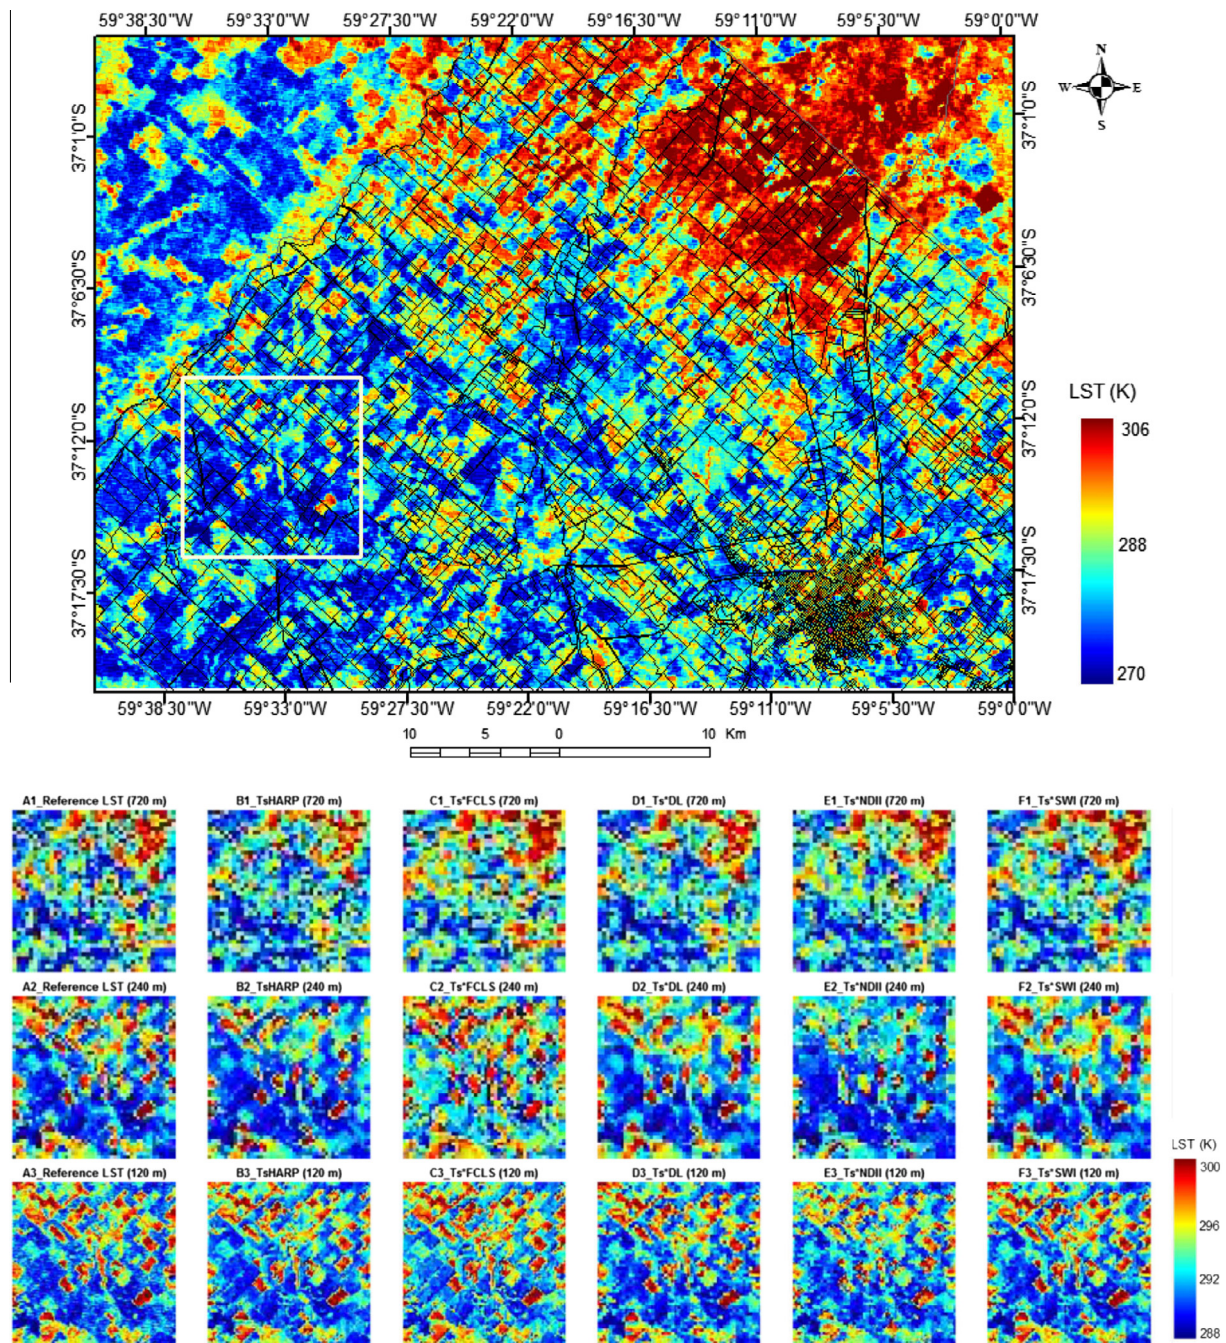 59°38'30"W 59°33'0"W 59°27'30"W 59°22'0"W 59°16'30"W 59°11'0"W 59°5'30"W 59°0'0"W
N
W E
S
37°1'0"S
37°1'0"S
37°6'30"S
37°6'30"S
37°12'0"S
37°12'0"S
37°17'30"S
37°17'30"S
LST (K)
306
288
270
59°38'30"W 59°33'0"W 59°27'30"W 59°22'0"W 59°16'30"W 59°11'0"W 59°5'30"W 59°0'0"W
10 5 0 10 Km
A1_Reference LST (720 m) B1_TsHARP (720 m) C1_Ts*FCLS (720 m) D1_Ts*DL (720 m) E1_Ts*NDII (720 m) F1_Ts*SWI (720 m)
A2_Reference LST (240 m) B2_TsHARP (240 m) C2_Ts*FCLS (240 m) D2_Ts*DL (240 m) E2_Ts*NDII (240 m) F2_Ts*SWI (240 m)
A3_Reference LST (120 m) B3_TsHARP (120 m) C3_Ts*FCLS (120 m) D3_Ts*DL (120 m) E3_Ts*NDII (120 m) F3_Ts*SWI (120 m)
LST (K)
300
296
292
288